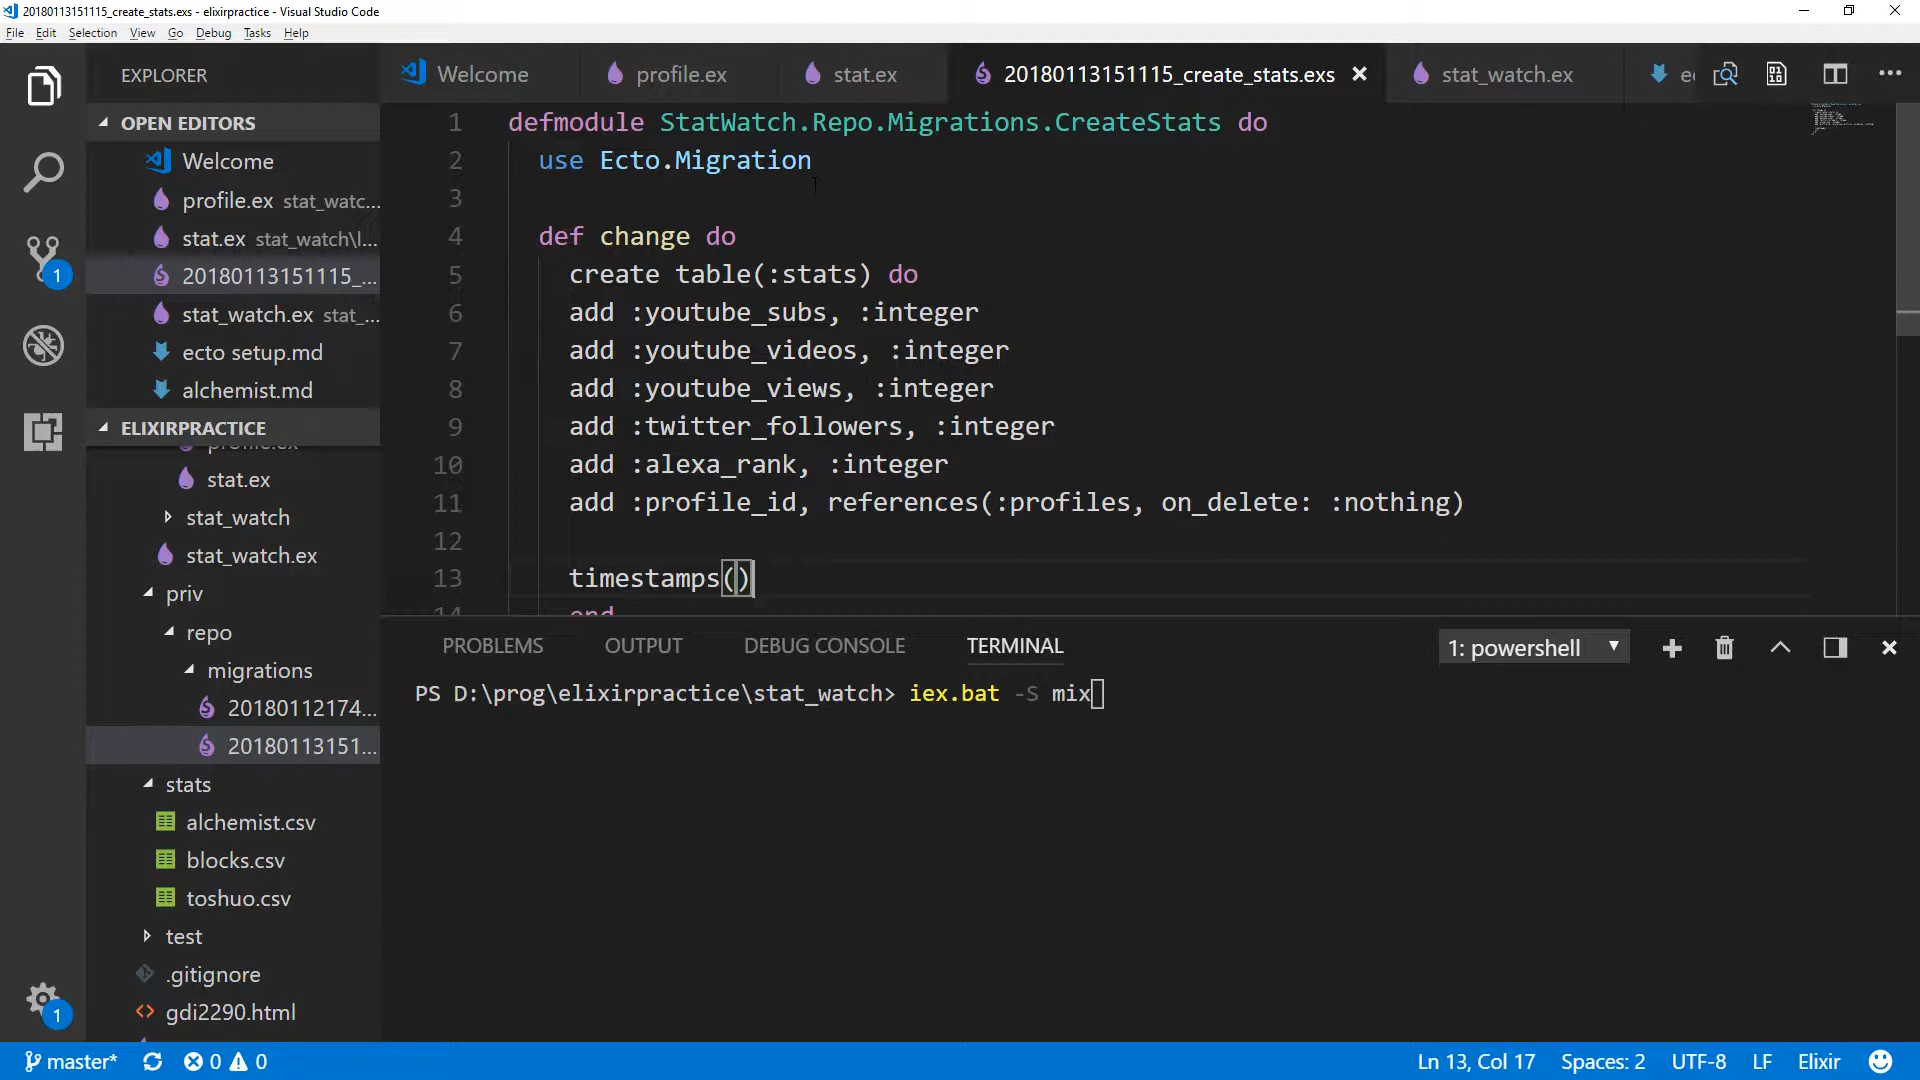 20180113151115_create_stats.exs - elixirpractice - Visual Studio Code
File Edit Selection View Go Debug Tasks Help
EXPLORER
OPEN EDITORS
Welcome
profile.ex stat_watc...
stat.ex stat_watch\l...
20180113151115_...
stat_watch.ex stat_...
ecto setup.md
alchemist.md
ELIXIRPRACTICE
profile.ex
stat.ex
stat_watch
stat_watch.ex
priv
repo
migrations
20180112174...
20180113151...
stats
alchemist.csv
blocks.csv
toshuo.csv
test
.gitignore
gdi2290.html
1
1
Welcome profile.ex stat.ex 20180113151115_create_stats.exs stat_watch.ex ec
1 defmodule StatWatch.Repo.Migrations.CreateStats do
2 use Ecto.Migration
3
4 def change do
5 create table(:stats) do
6 add :youtube_subs, :integer
7 add :youtube_videos, :integer
8 add :youtube_views, :integer
9 add :twitter_followers, :integer
10 add :alexa_rank, :integer
11 add :profile_id, references(:profiles, on_delete: :nothing)
12
13 timestamps()
14 end
PROBLEMS OUTPUT DEBUG CONSOLE TERMINAL 1: powershell
PS D:\prog\elixirpractice\stat_watch> iex.bat -S mix
master* 0 0 Ln 13, Col 17 Spaces: 2 UTF-8 LF Elixir